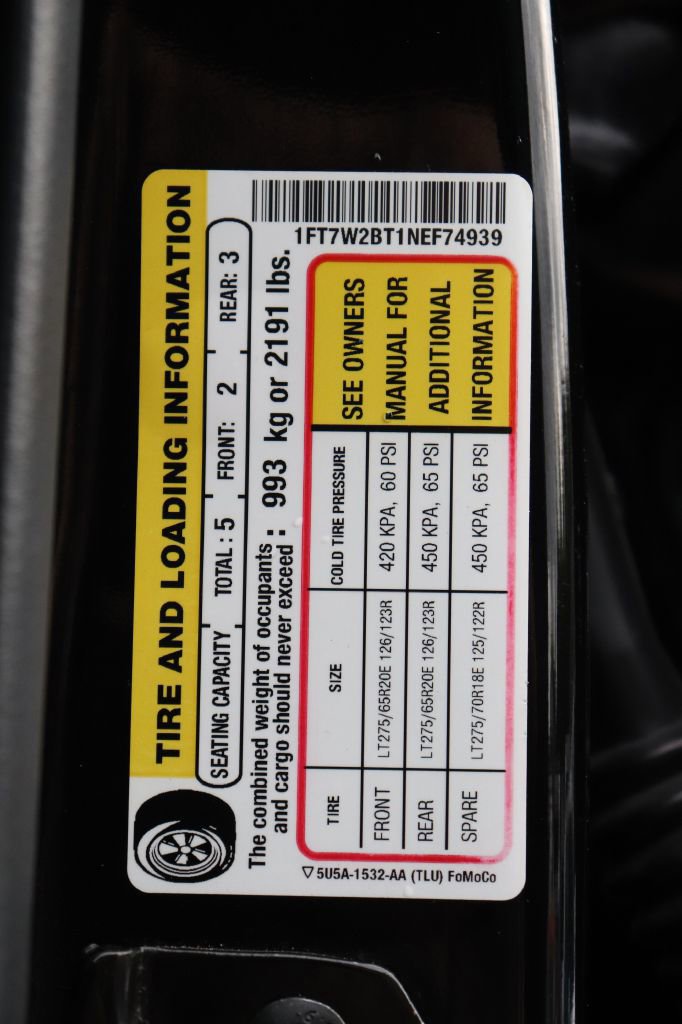 TIRE AND LOADING INFORMATION
SEATING CAPACITY TOTAL : 5 FRONT: 2 REAR: 3
The combined weight of occupants
and cargo should never exceed : 993 kg or 2191 lbs.
TIRE SIZE COLD TIRE PRESSURE
FRONT LT275/65R20E 126/123R 420 KPA, 60 PSI
REAR LT275/65R20E 126/123R 450 KPA, 65 PSI
SPARE LT275/70R18E 125/122R 450 KPA, 65 PSI
SEE OWNERS
MANUAL FOR
ADDITIONAL
INFORMATION
5U5A-1532-AA (TLU) FoMoCo
1FT7W2BT1NEF74939